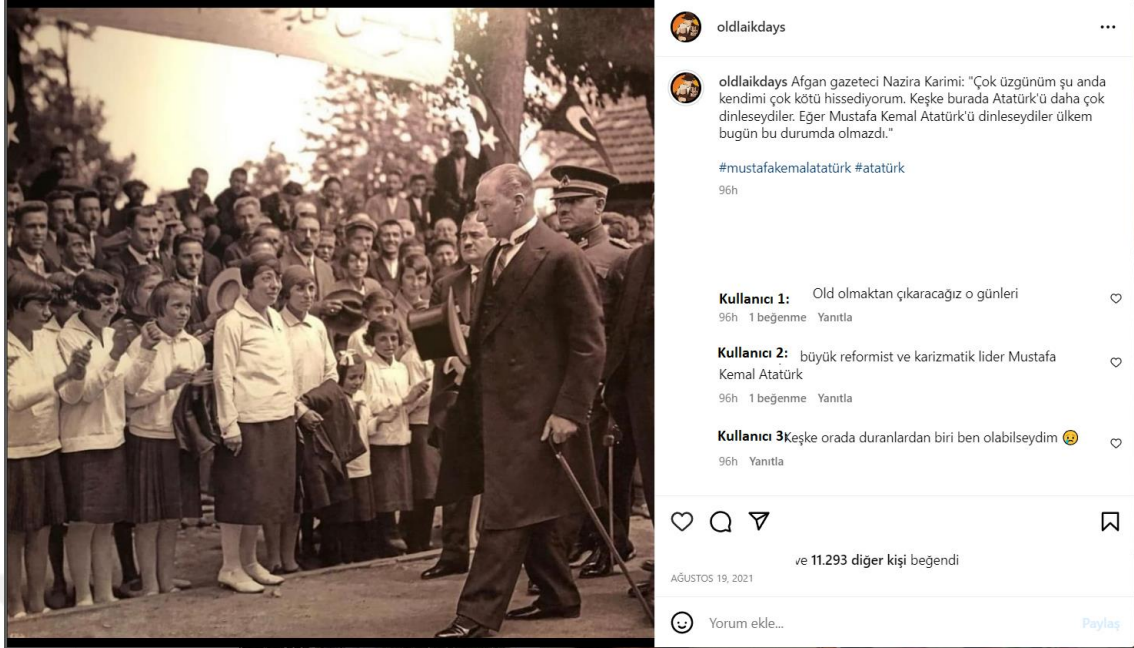 oldlaikdays
oldlaikdays Afgan gazeteci Nazira Karimi: "Çok üzgünüm şu anda
kendimi çok kötü hissediyorum. Keşke burada Atatürk'ü daha çok
dinleseydiler. Eğer Mustafa Kemal Atatürk'ü dinleseydiler ülkem
bugün bu durumda olmazdı."
#mustafakemalatatürk #atatürk
96h
Kullanıcı 1: Old olmaktan çıkaracağız o günleri
96h 1 beğenme Yanıtla
Kullanıcı 2: büyük reformist ve karizmatik lider Mustafa
Kemal Atatürk
96h 1 beğenme Yanıtla
Kullanıcı 3: Keşke orada duranlardan biri ben olabilseydim 😢
96h Yanıtla
ve 11.293 diğer kişi beğendi
AĞUSTOS 19, 2021
Yorum ekle...
Paylaş